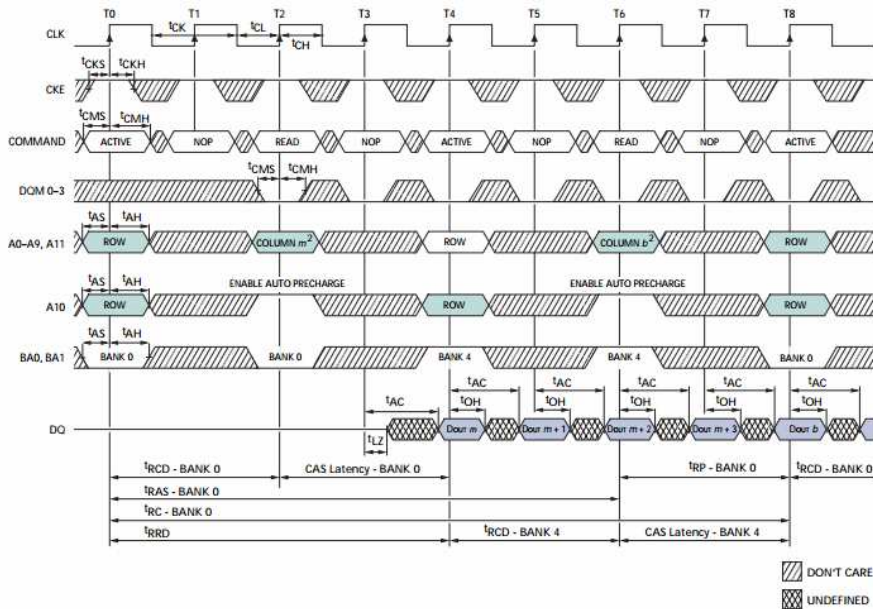 T0 T1 T2 T3 T4 T5 T6 T7 T8
CLK
tCK tCL
tCH
tCKS tCKH
CKE
tCMS tCMH
COMMAND ACTIVE NOP READ NOP ACTIVE NOP READ NOP ACTIVE
tCMS tCMH
DQM 0–3
tAS tAH
A0–A9, A11 ROW COLUMN m2 ROW COLUMN b2 ROW
tAS tAH ENABLE AUTO PRECHARGE ENABLE AUTO PRECHARGE
A10 ROW ROW ROW
tAS tAH
BA0, BA1 BANK 0 BANK 0 BANK 4 BANK 4 BANK 0
tAC tAC tAC tAC tAC tAC
tOH tOH tOH tOH tOH
DQ DOUT m DOUT m + 1 DOUT m + 2 DOUT m + 3 DOUT b
tLZ
tRCD - BANK 0 CAS Latency - BANK 0 tRP - BANK 0 tRCD - BANK 0
tRAS - BANK 0
tRC - BANK 0
tRRD tRCD - BANK 4 CAS Latency - BANK 4
DON'T CARE
UNDEFINED